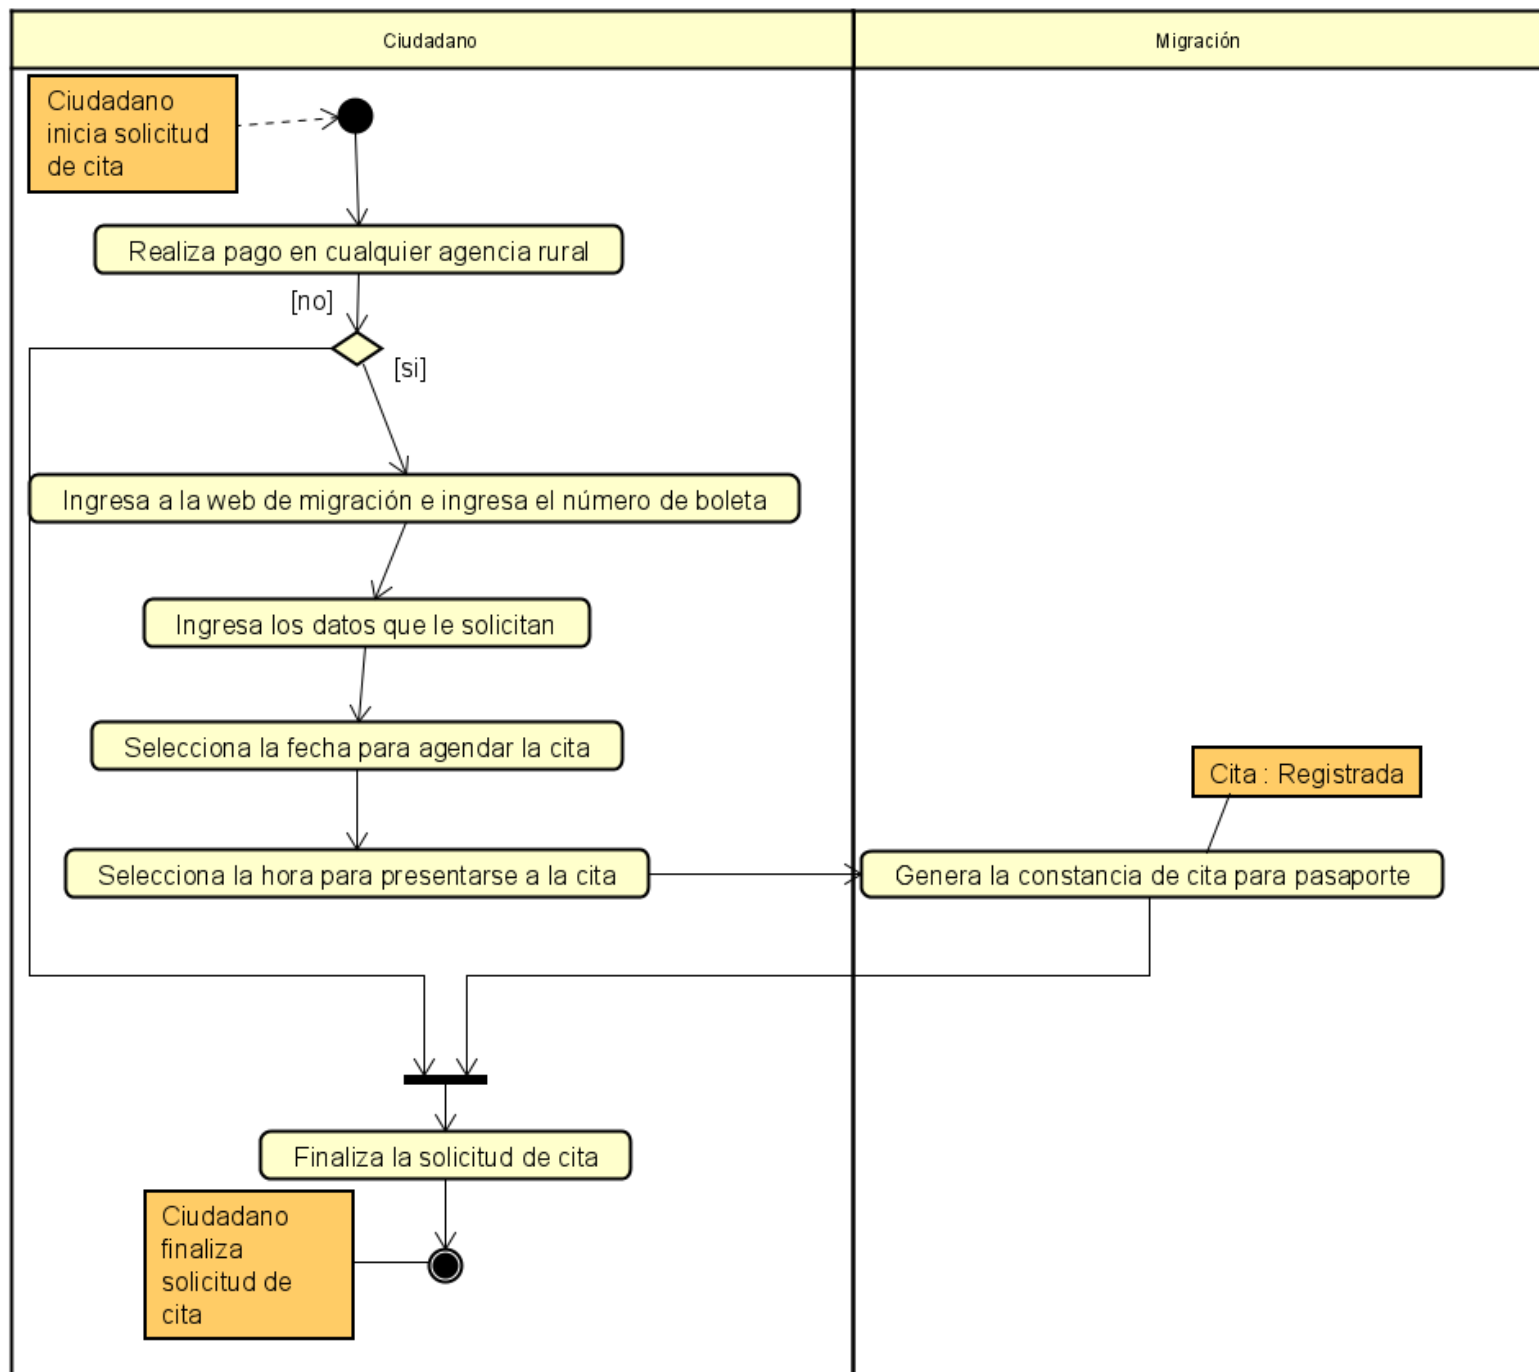 Ciudadano
Migración
Ciudadano
inicia solicitud
de cita
Realiza pago en cualquier agencia rural
[no]
[si]
Ingresa a la web de migración e ingresa el número de boleta
Ingresa los datos que le solicitan
Selecciona la fecha para agendar la cita
Cita : Registrada
Selecciona la hora para presentarse a la cita
Genera la constancia de cita para pasaporte
Finaliza la solicitud de cita
Ciudadano
finaliza
solicitud de
cita